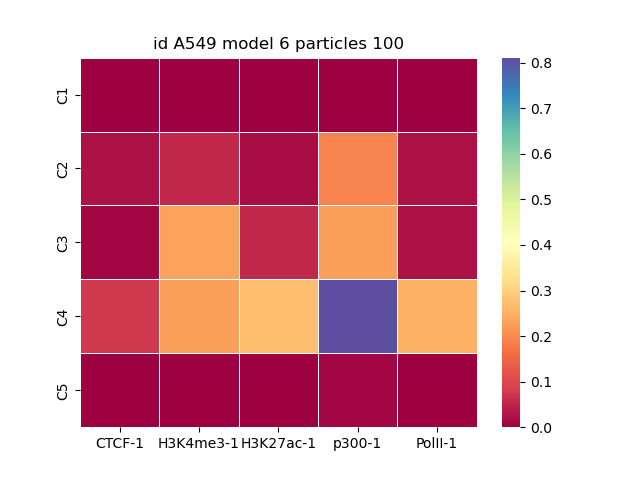 id A549 model 6 particles 100
C1
C2
C3
C4
C5
CTCF-1 H3K4me3-1 H3K27ac-1 p300-1 PolII-1
0.8
0.7
0.6
0.5
0.4
0.3
0.2
0.1
0.0